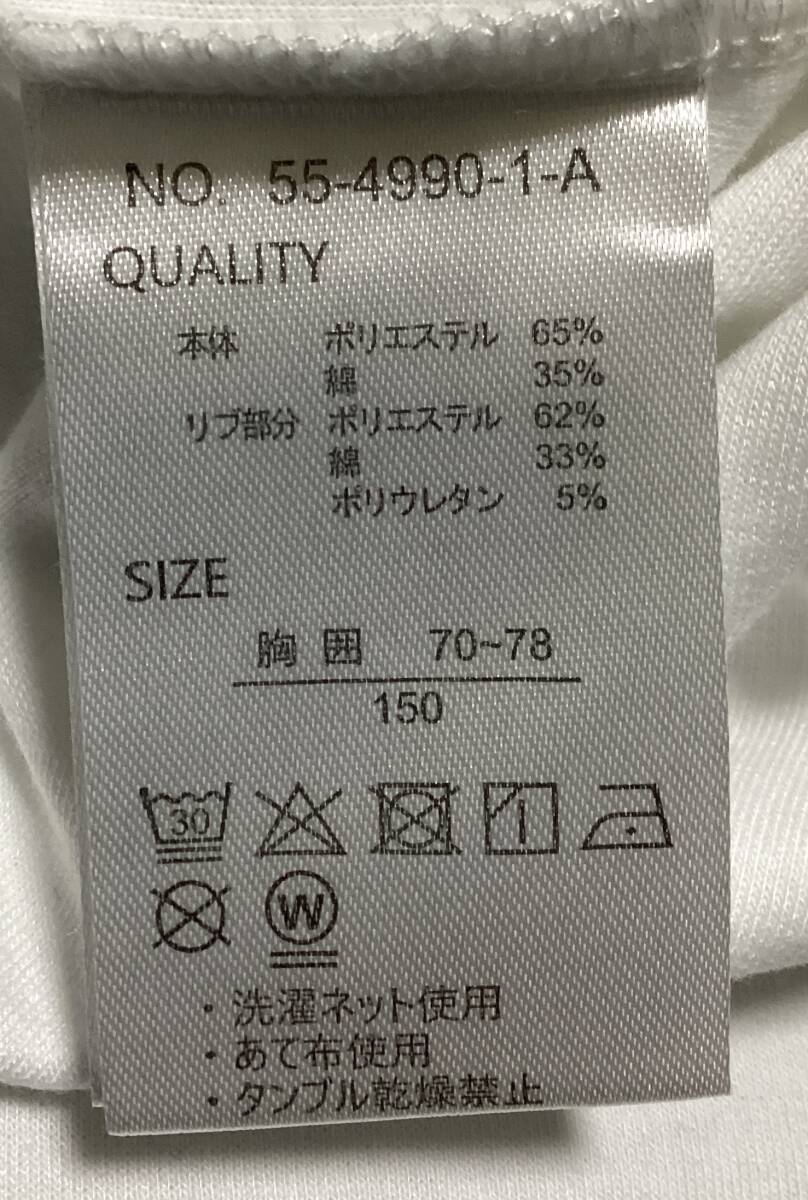 NO. 55-4990-1-A
QUALITY
本体 ポリエステル 65%
綿 35%
リブ部分 ポリエステル 62%
綿 33%
ポリウレタン 5%
SIZE
胸 囲 70~78
150
30
W
・洗濯ネット使用
・あて布使用
・タンブル乾燥禁止